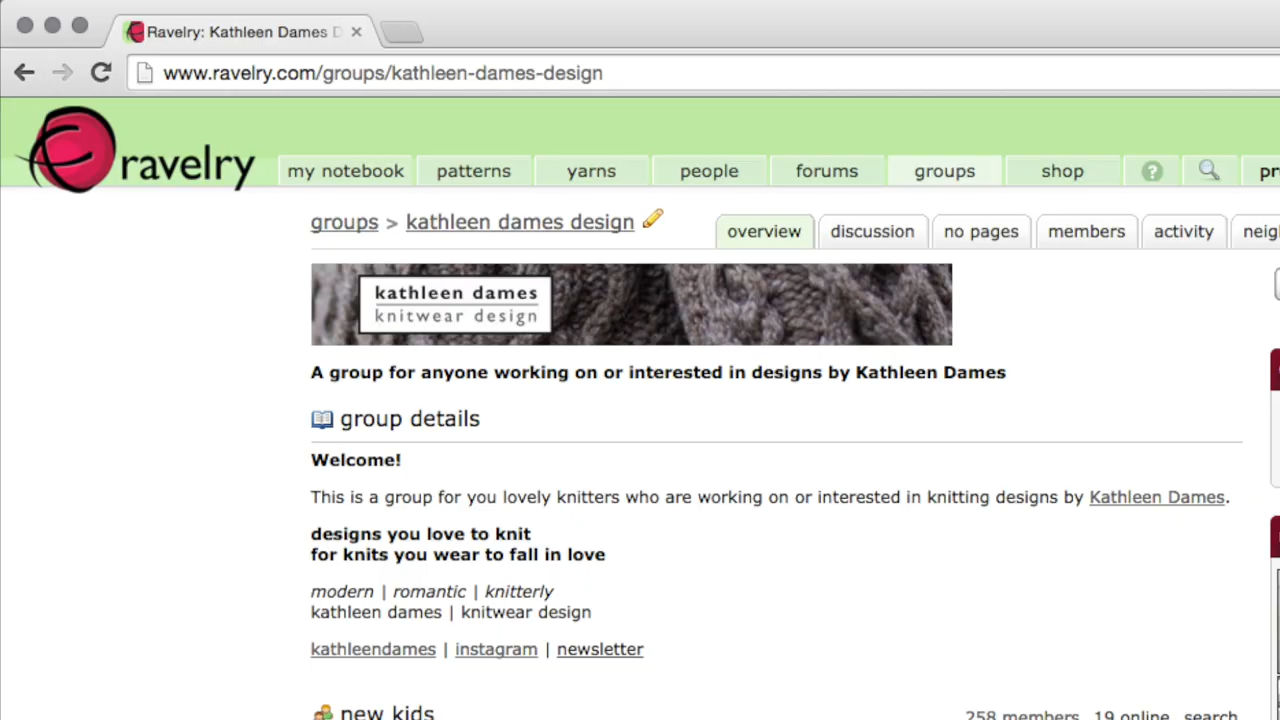 Ravelry: Kathleen Dames D
www.ravelry.com/groups/kathleen-dames-design
ravelry
my notebook
patterns
yarns
people
forums
groups
shop
?
groups > kathleen dames design
overview
discussion
no pages
members
activity
kathleen dames
knitwear design
A group for anyone working on or interested in designs by Kathleen Dames
group details
Welcome!
This is a group for you lovely knitters who are working on or interested in knitting designs by Kathleen Dames.
designs you love to knit
for knits you wear to fall in love
modern | romantic | knitterly
kathleen dames | knitwear design
kathleendames | instagram | newsletter
new kids
258 members 19 online search